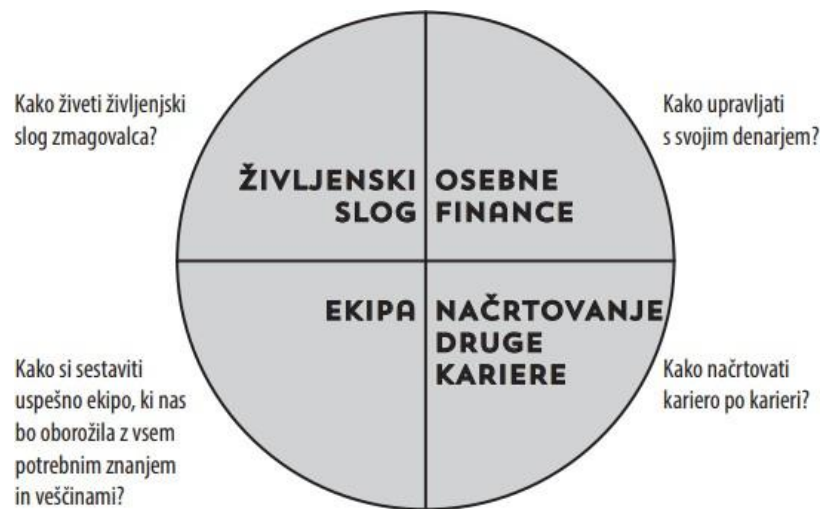 Kako živeti življenjski
slog zmagovalca?
Kako upravljati
s svojim denarjem?
ŽIVLJENSKI
SLOG
OSEBNE
FINANCE
EKIPA
NAČRTOVANJE
DRUGE
KARIERE
Kako si sestaviti
uspešno ekipo, ki nas
bo oborožila z vsem
potrebnim znanjem
in veščinami?
Kako načrtovati
kariero po karieri?